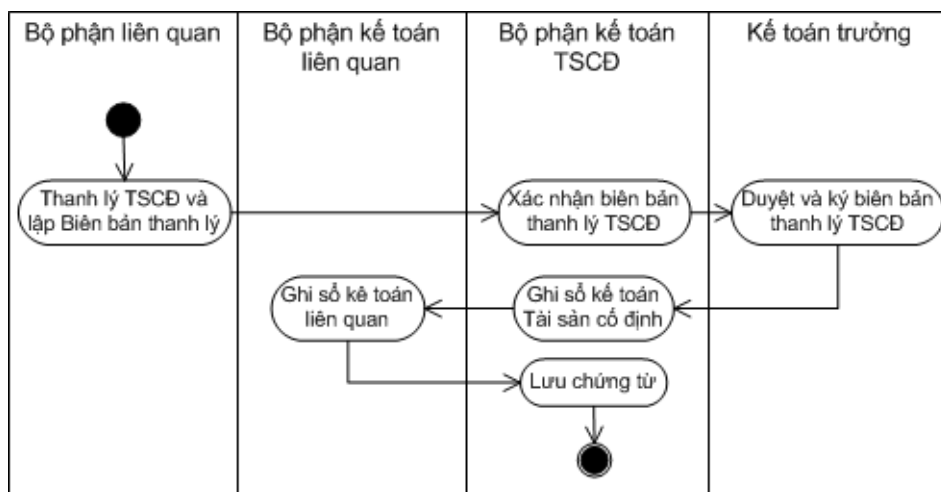 Bộ phận liên quan
Bộ phận kế toán
liên quan
Bộ phận kế toán
TSCĐ
Kế toán trưởng
Thanh lý TSCĐ và
lập Biên bản thanh lý
Xác nhận biên bản
thanh lý TSCĐ
Duyệt và ký biên bản
thanh lý TSCĐ
Ghi sổ kê toán
liên quan
Ghi sổ kế toán
Tài sản cố định
Lưu chứng từ